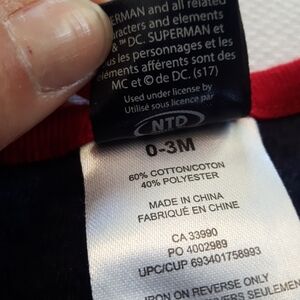 ERMAN and all related
aracters and elements
& ™ DC. SUPERMAN et
us les personnages et les
éléments afférents sont des
MC et © de DC. (s17)
Used under license by
Utilisé sous licence par
NTD
0-3M
60% COTTON/COTON
40% POLYESTER
MADE IN CHINA
FABRIQUÉ EN CHINE
CA 33990
PO 4002989
UPC/CUP 693401758993
IRON ON REVERSE ONLY